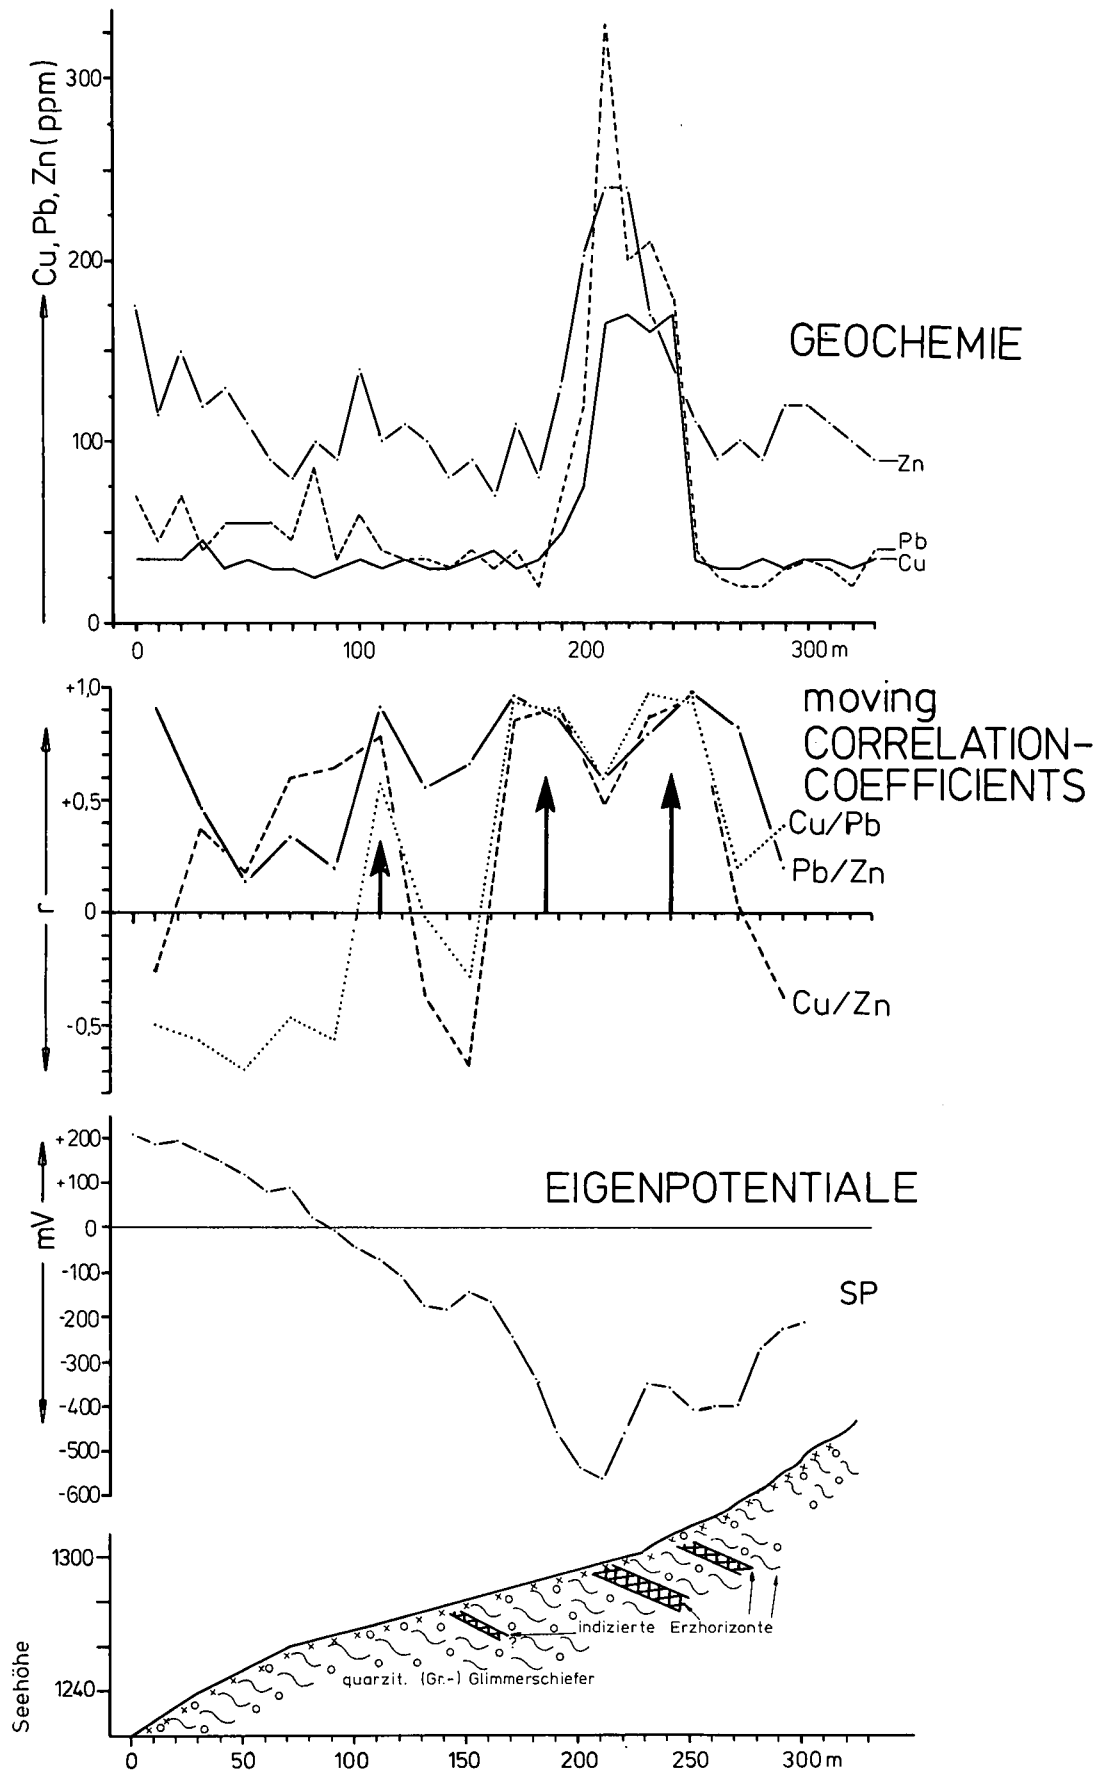 Cu, Pb, Zn (ppm)
300
200
100
0
GEOCHEMIE
Zn
Pb
Cu
0 100 200 300 m
+1,0
+0,5
0
-0,5
r
moving
CORRELATION-
COEFFICIENTS
Cu/Pb
Pb/Zn
Cu/Zn
mV
+200
+100
0
-100
-200
-300
-400
-500
-600
EIGENPOTENTIALE
SP
Seehöhe
1300
1240
?
indizierte Erzhorizonte
quarzit. (Gr.-) Glimmerschiefer
0 50 100 150 200 250 300 m